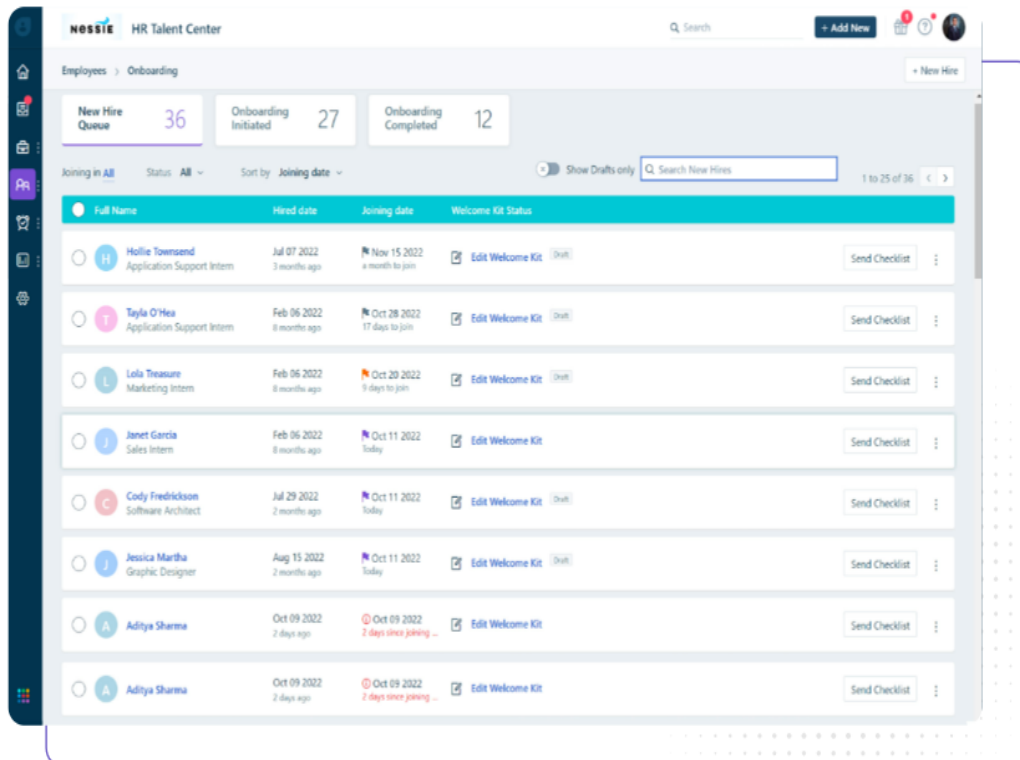 NESSIE HR Talent Center
Search
+ Add New
1
?
Employees > Onboarding
+ New Hire
New Hire Queue 36
Onboarding Initiated 27
Onboarding Completed 12
Joining in All Status All Sort by Joining date
Show Drafts only
Search New Hires
1 to 25 of 36 < >
Full Name Hired date Joining date Welcome Kit Status
H Hollie Townsend Jul 07 2022 Nov 15 2022 Edit Welcome Kit Draft Send Checklist
Application Support Intern 3 months ago a month to join
T Tayla O'Hea Feb 06 2022 Oct 28 2022 Edit Welcome Kit Draft Send Checklist
Application Support Intern 8 months ago 17 days to join
L Lola Treasure Feb 06 2022 Oct 20 2022 Edit Welcome Kit Draft Send Checklist
Marketing Intern 8 months ago 9 days to join
J Janet Garcia Feb 06 2022 Oct 11 2022 Edit Welcome Kit Send Checklist
Sales Intern 8 months ago Today
C Cody Fredrickson Jul 29 2022 Oct 11 2022 Edit Welcome Kit Draft Send Checklist
Software Architect 2 months ago Today
J Jessica Martha Aug 15 2022 Oct 11 2022 Edit Welcome Kit Draft Send Checklist
Graphic Designer 2 months ago Today
A Aditya Sharma Oct 09 2022 Oct 09 2022 Edit Welcome Kit Send Checklist
2 days ago 2 days since joining ...
A Aditya Sharma Oct 09 2022 Oct 09 2022 Edit Welcome Kit Send Checklist
2 days ago 2 days since joining ...